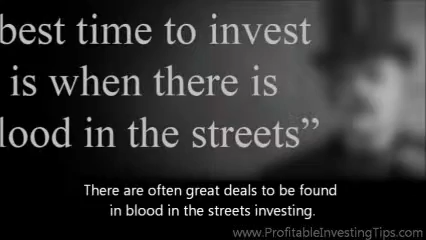 best time to invest
is when there is
lood in the streets”
There are often great deals to be found
in blood in the streets investing.
www.ProfitableInvestingTips.com